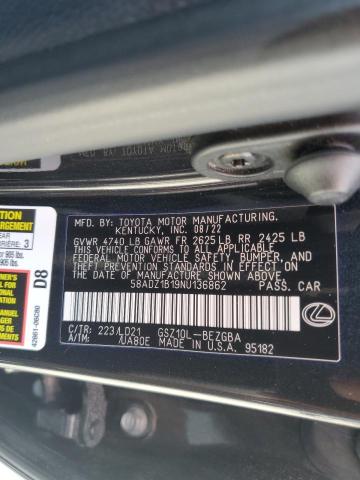 MFD. BY: TOYOTA MOTOR MANUFACTURING.
KENTUCKY, INC. 08/22
GVWR 4740 LB GAWR FR 2625 LB, RR 2425 LB
THIS VEHICLE CONFORMS TO ALL APPLICABLE
FEDERAL MOTOR VEHICLE SAFETY, BUMPER, AND
THEFT PREVENTION STANDARDS IN EFFECT ON THE
DATE OF MANUFACTURE SHOWN ABOVE.
58ADZ1B19NU136862 PASS. CAR
C/TR: 223/LD21 GSZ10L-BEZGBA
A/TM: /UA80E MADE IN U.S.A. 95182
3
D8